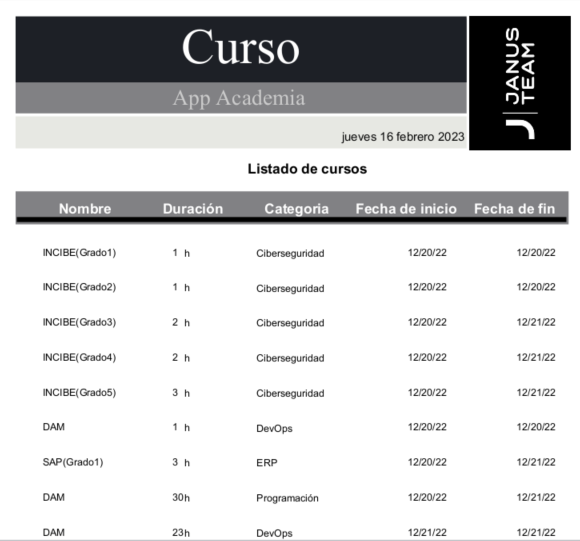 Curso
App Academia
JANUS
TEAM
jueves 16 febrero 2023
Listado de cursos
Nombre Duración Categoria Fecha de inicio Fecha de fin
INCIBE(Grado1) 1 h Ciberseguridad 12/20/22 12/20/22
INCIBE(Grado2) 1 h Ciberseguridad 12/20/22 12/20/22
INCIBE(Grado3) 2 h Ciberseguridad 12/20/22 12/21/22
INCIBE(Grado4) 2 h Ciberseguridad 12/20/22 12/21/22
INCIBE(Grado5) 3 h Ciberseguridad 12/20/22 12/21/22
DAM 1 h DevOps 12/20/22 12/20/22
SAP(Grado1) 3 h ERP 12/20/22 12/21/22
DAM 30h Programación 12/20/22 12/21/22
DAM 23h DevOps 12/21/22 12/21/22